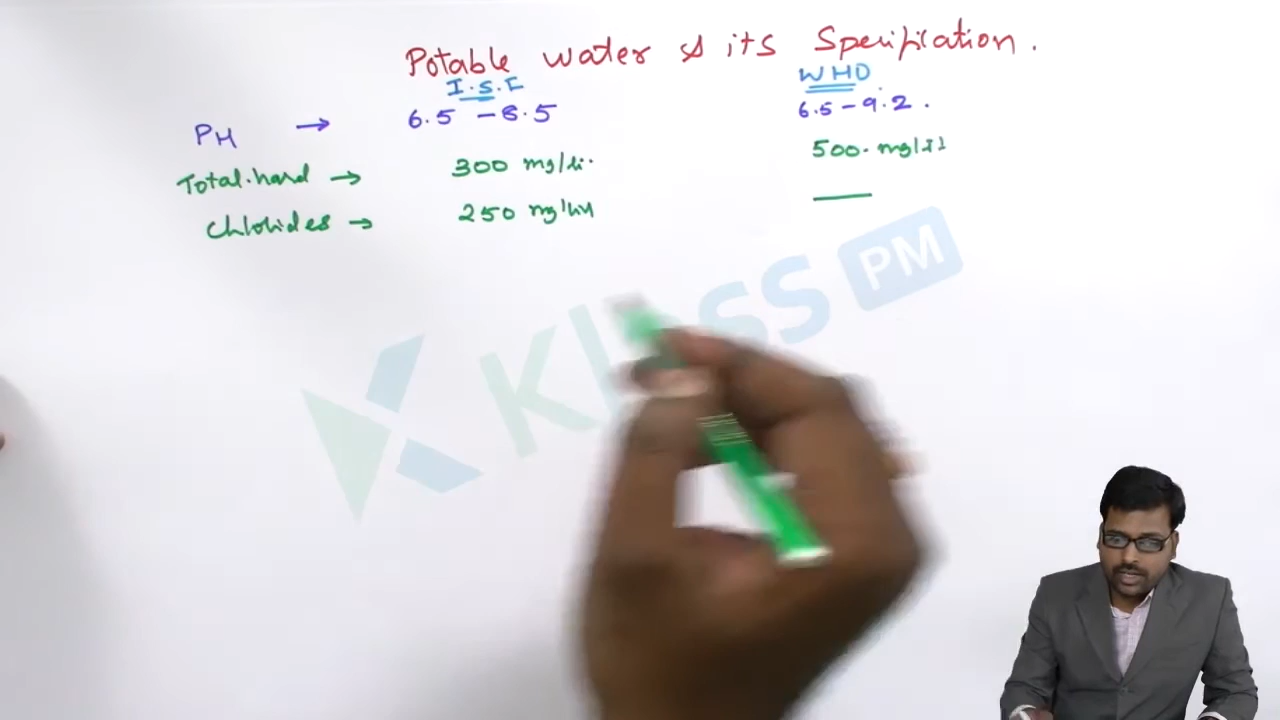 Potable water & its Specification.
I.S.I WHO
PH → 6.5 - 8.5 6.5 - 9.2.
Total.hard → 300 mg/li. 500. mg/lit
Chlorides → 250 mg/lit —
Klass PM